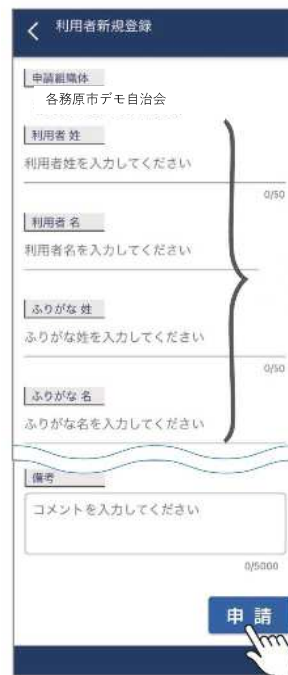 利用者新規登録
申請組織体
各務原市デモ自治会
利用者 姓
利用者姓を入力してください
0/50
利用者 名
利用者名を入力してください
ふりがな 姓
ふりがな姓を入力してください
0/50
ふりがな 名
ふりがな名を入力してください
備考
コメントを入力してください
0/5000
申 請